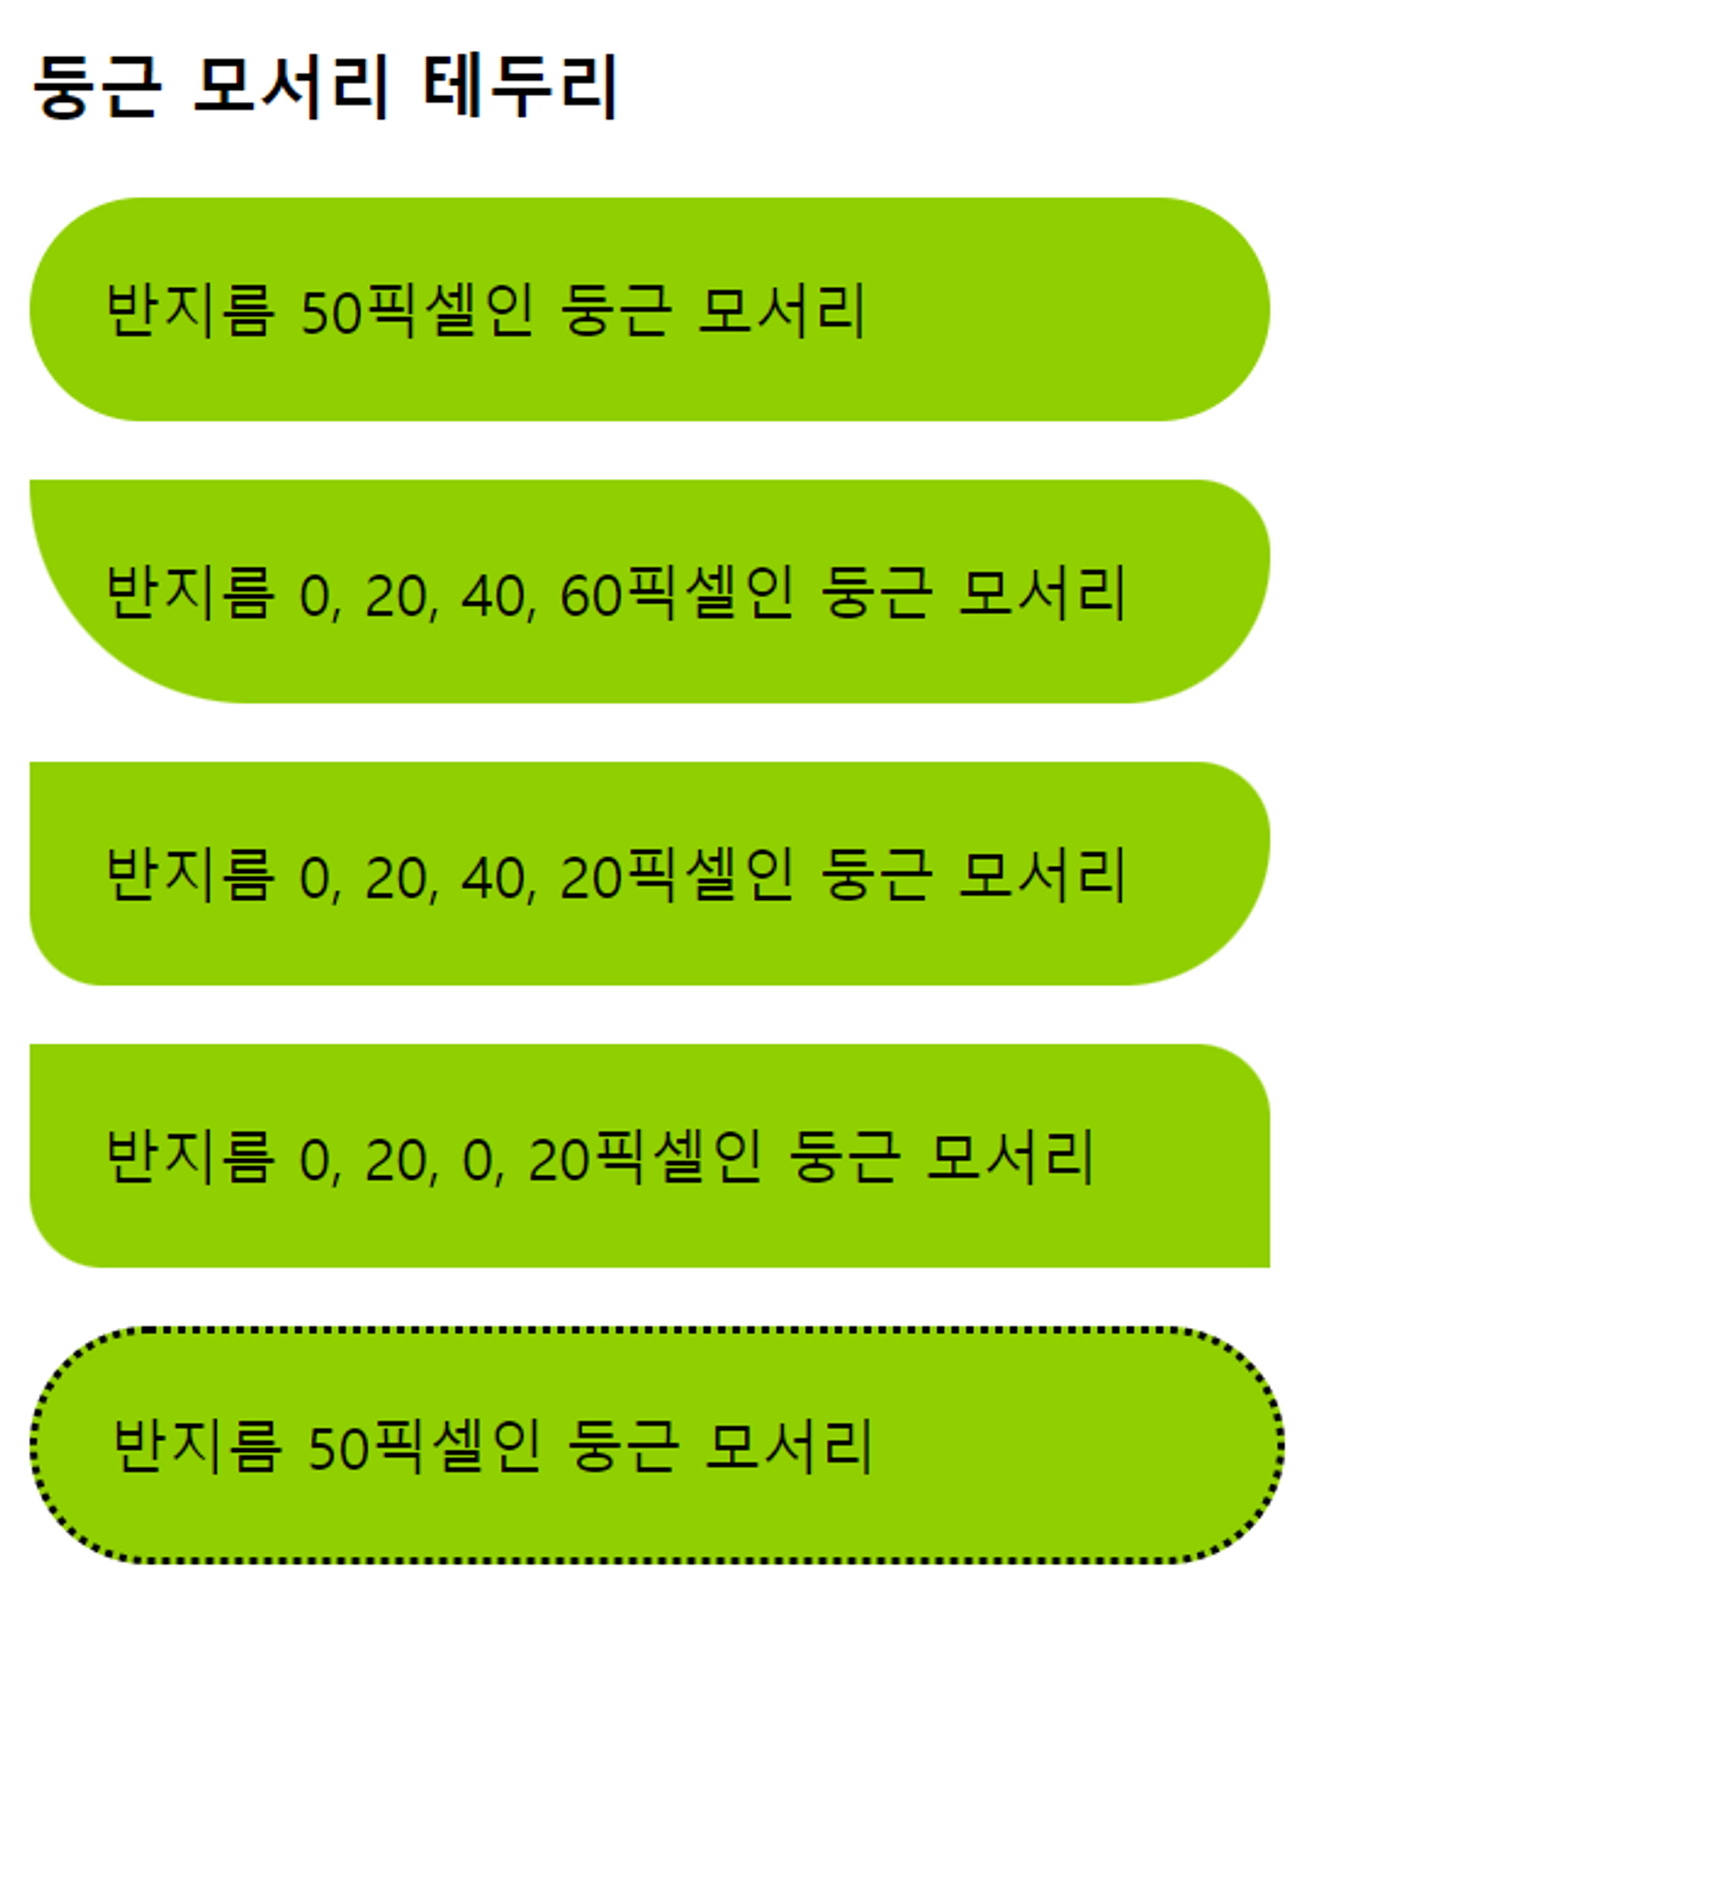 둥근 모서리 테두리
반지름 50픽셀인 둥근 모서리
반지름 0, 20, 40, 60픽셀인 둥근 모서리
반지름 0, 20, 40, 20픽셀인 둥근 모서리
반지름 0, 20, 0, 20픽셀인 둥근 모서리
반지름 50픽셀인 둥근 모서리